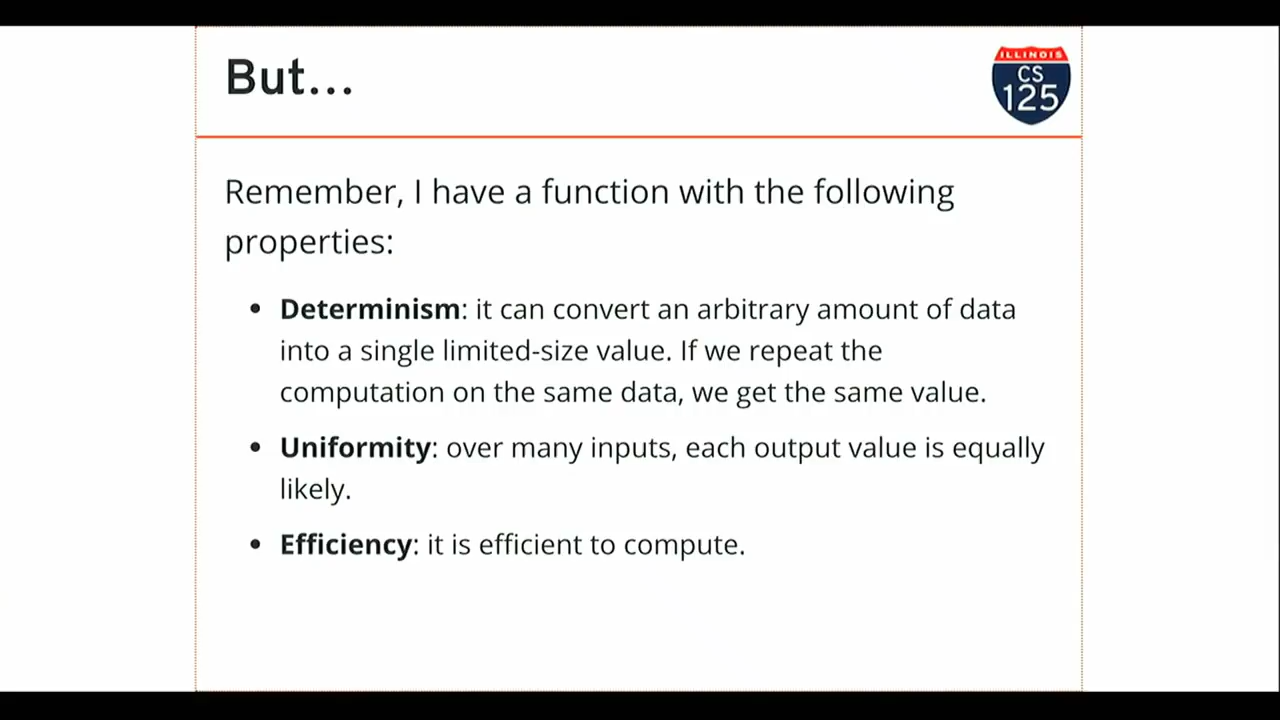 But...
ILLINOIS
CS
125
Remember, I have a function with the following
properties:
• Determinism: it can convert an arbitrary amount of data
into a single limited-size value. If we repeat the
computation on the same data, we get the same value.
• Uniformity: over many inputs, each output value is equally
likely.
• Efficiency: it is efficient to compute.